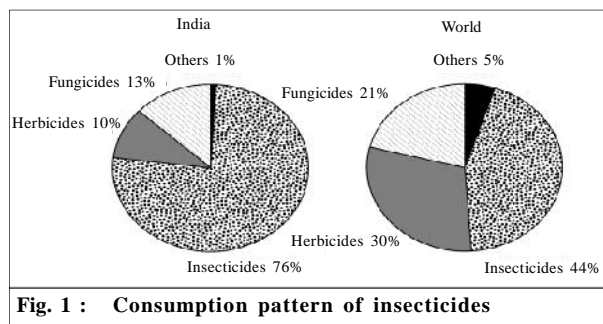 India
Others 1%
Fungicides 13%
Herbicides 10%
Insecticides 76%
World
Others 5%
Fungicides 21%
Herbicides 30%
Insecticides 44%
Fig. 1 : Consumption pattern of insecticides